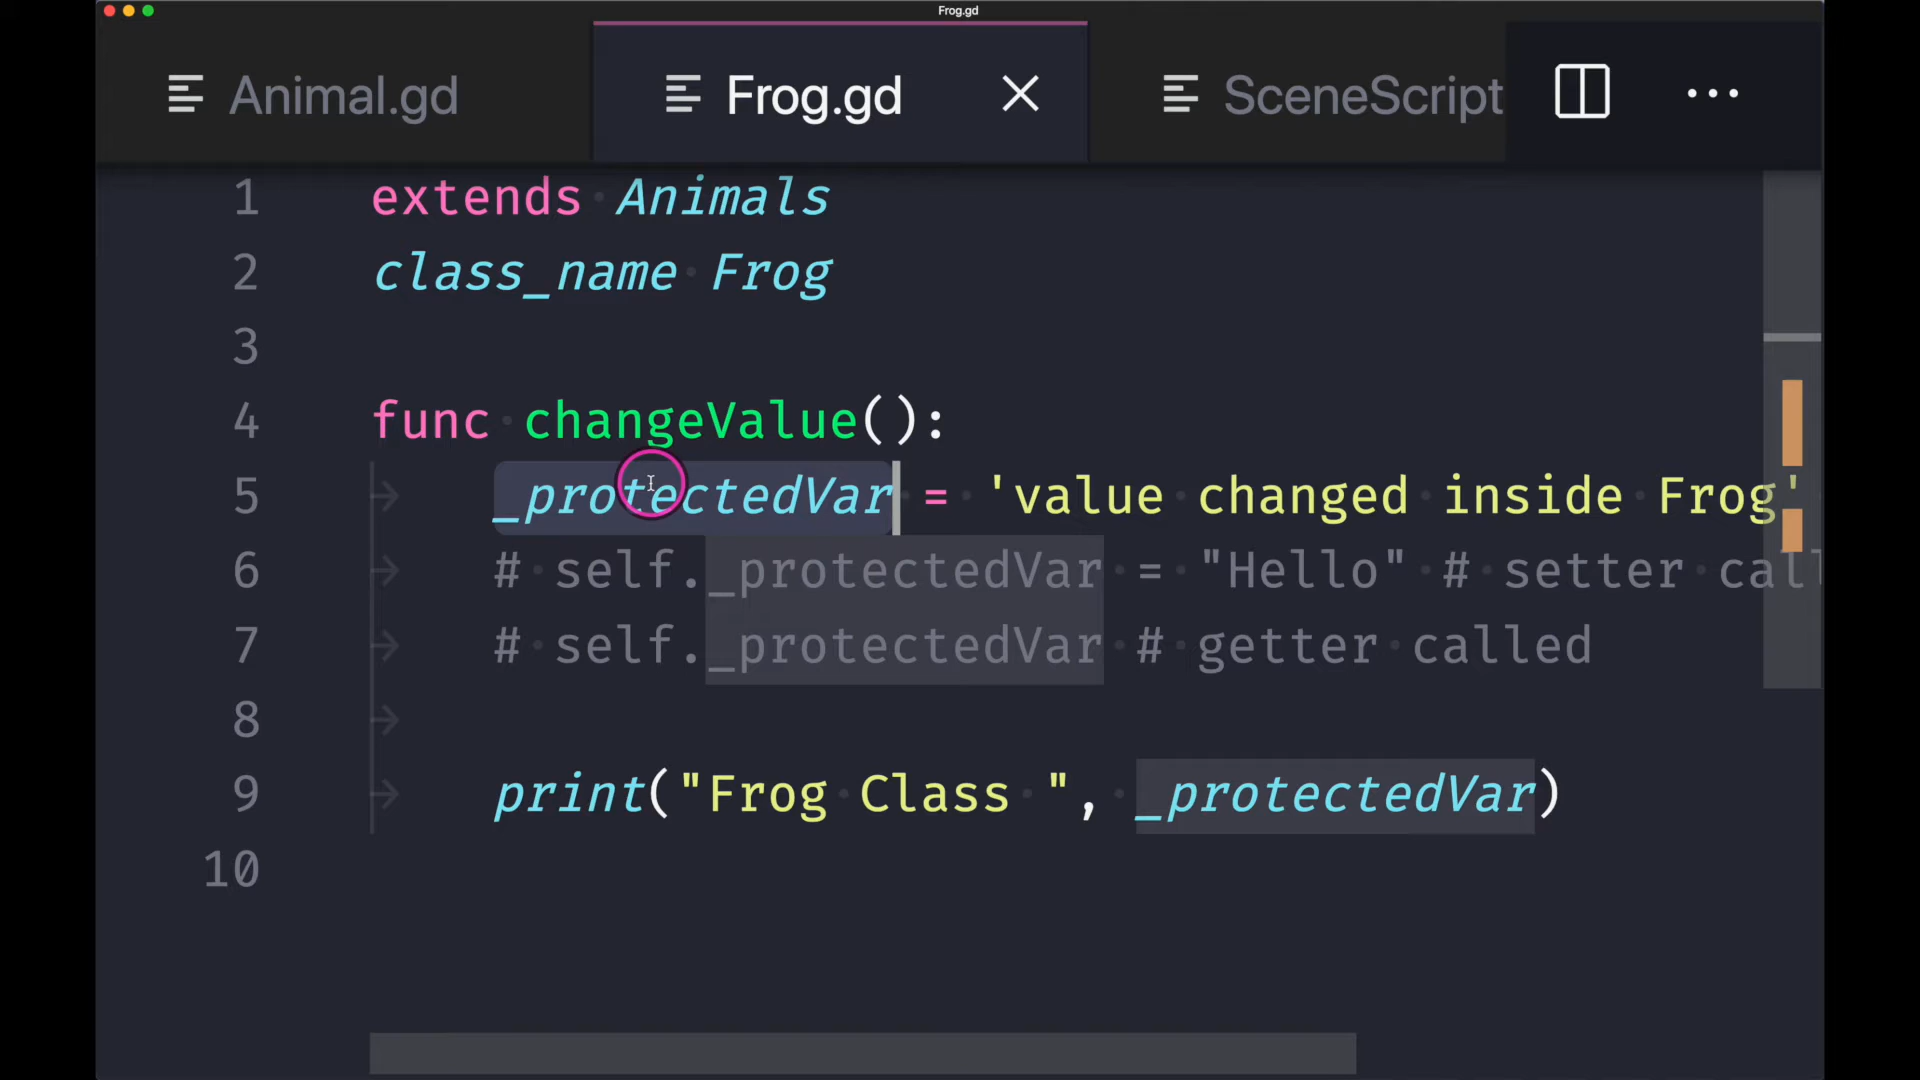 Frog.gd
Animal.gd
Frog.gd
SceneScript
1 extends Animals
2 class_name Frog
3
4 func changeValue():
5 _protectedVar = 'value changed inside Frog'
6 # self._protectedVar = "Hello" # setter call
7 # self._protectedVar # getter called
8
9 print("Frog Class ", _protectedVar)
10